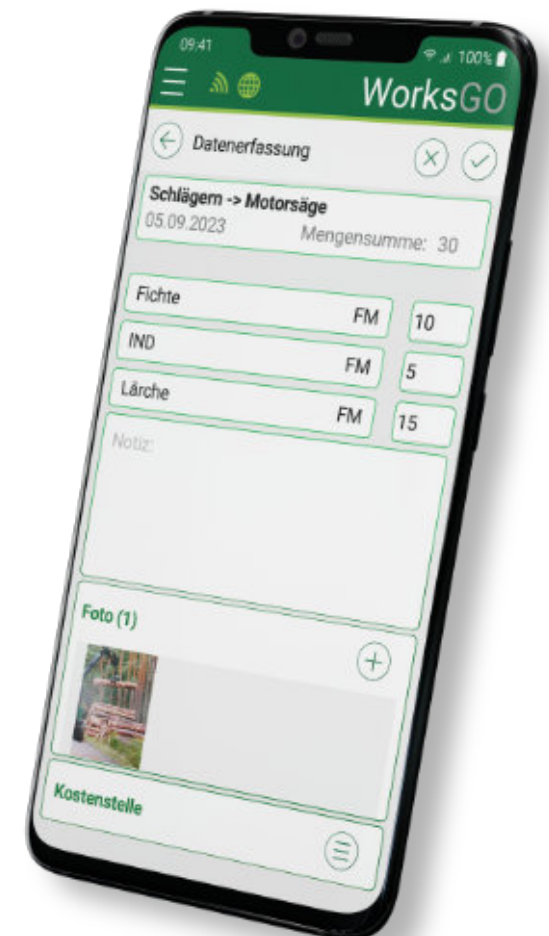 09:41 100%
WorksGO
Datenerfassung
Schlägern -> Motorsäge
05.09.2023 Mengensumme: 30
Fichte FM 10
IND FM 5
Lärche FM 15
Notiz:
Foto (1)
Kostenstelle